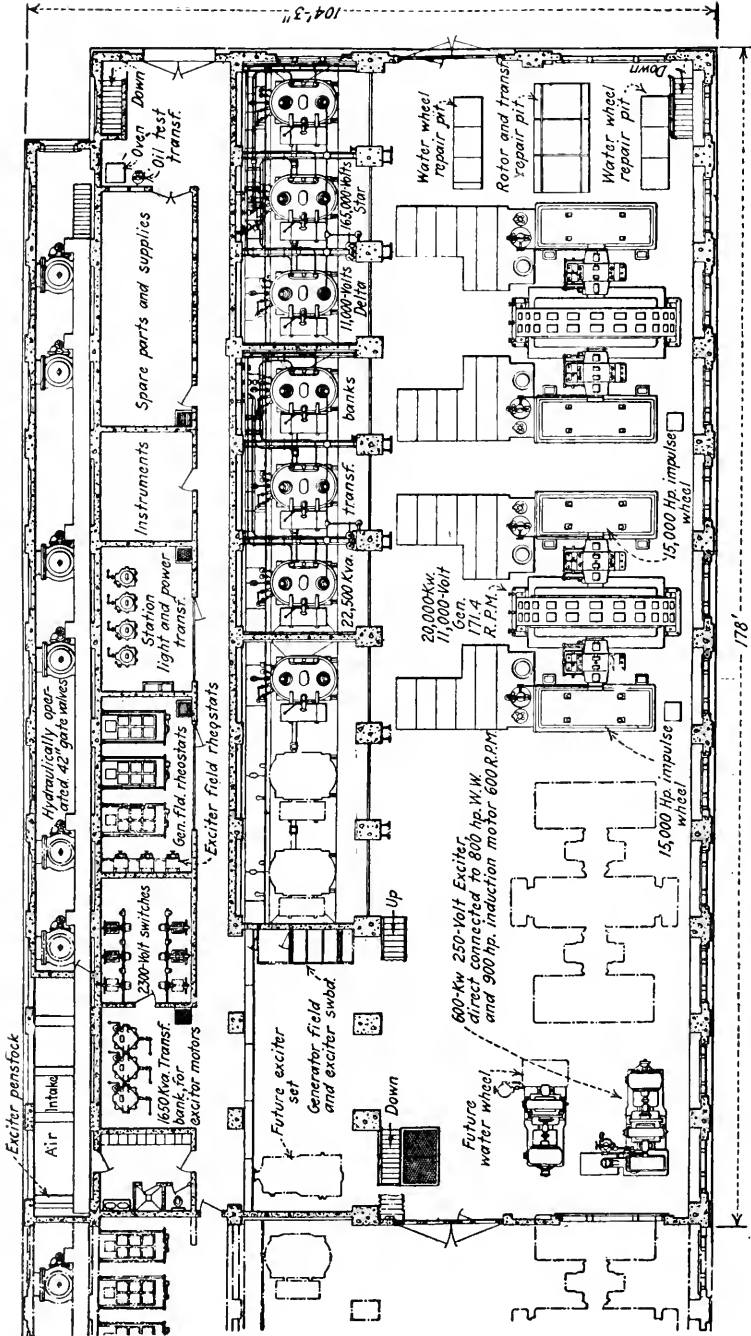 104'-3"
Down
Oven
Oil test
transf.
Spare parts and supplies
Instruments
Station
light and power
transf.
Hydraulically oper-
ated 42" gate valves
Gen. fld. rheostats
Exciter field rheostats
2300-Volt switches
1650 Kva. Transf.
bank, for
excitor motors
Exciter penstock
Intake
Air
165,000-Volts
Star
11,000-Volts
Delta
banks
transf.
22,500 Kva.
Up
Generator field
and exciter swbd.
Future exciter
set
Down
Water wheel
repair pit
Rotor and transf.
repair pit
Water wheel
repair pit
Down
20,000 Kw.
11,000-Volt
Gen.
171.4
R.P.M.
15,000 Hp. impulse
wheel
15,000 Hp. impulse
wheel
600-Kw 250-Volt Exciter,
direct connected to 800 hp. W.W.
and 900 hp. induction motor 600 R.P.M.
Future
water wheel
178'